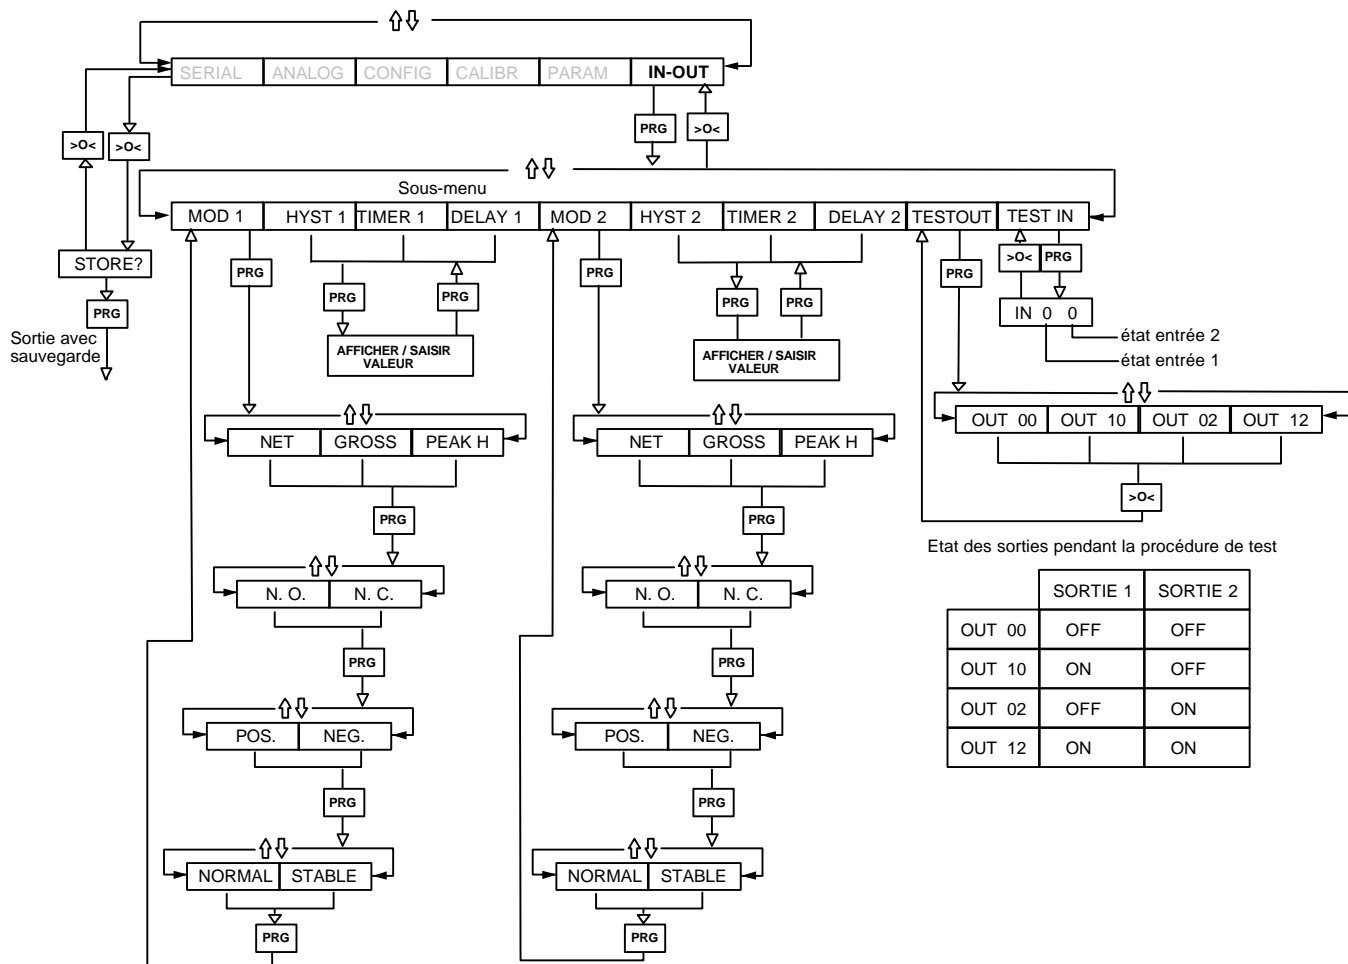 SERIAL ANALOG CONFIG CALIBR PARAM IN-OUT
PRG >O<
>O< >O<
Sous-menu
MOD 1 HYST 1 TIMER 1 DELAY 1 MOD 2 HYST 2 TIMER 2 DELAY 2 TESTOUT TEST IN
STORE?
PRG
Sortie avec
sauvegarde
PRG PRG PRG PRG PRG PRG PRG >O< PRG
IN 0 0
état entrée 2
état entrée 1
AFFICHER / SAISIR
VALEUR
AFFICHER / SAISIR
VALEUR
NET GROSS PEAK H
NET GROSS PEAK H
OUT 00 OUT 10 OUT 02 OUT 12
>O<
PRG
PRG
N. O. N. C.
N. O. N. C.
PRG
PRG
POS. NEG.
POS. NEG.
PRG
PRG
NORMAL STABLE
NORMAL STABLE
PRG
PRG
Etat des sorties pendant la procédure de test
SORTIE 1 SORTIE 2
OUT 00 OFF OFF
OUT 10 ON OFF
OUT 02 OFF ON
OUT 12 ON ON